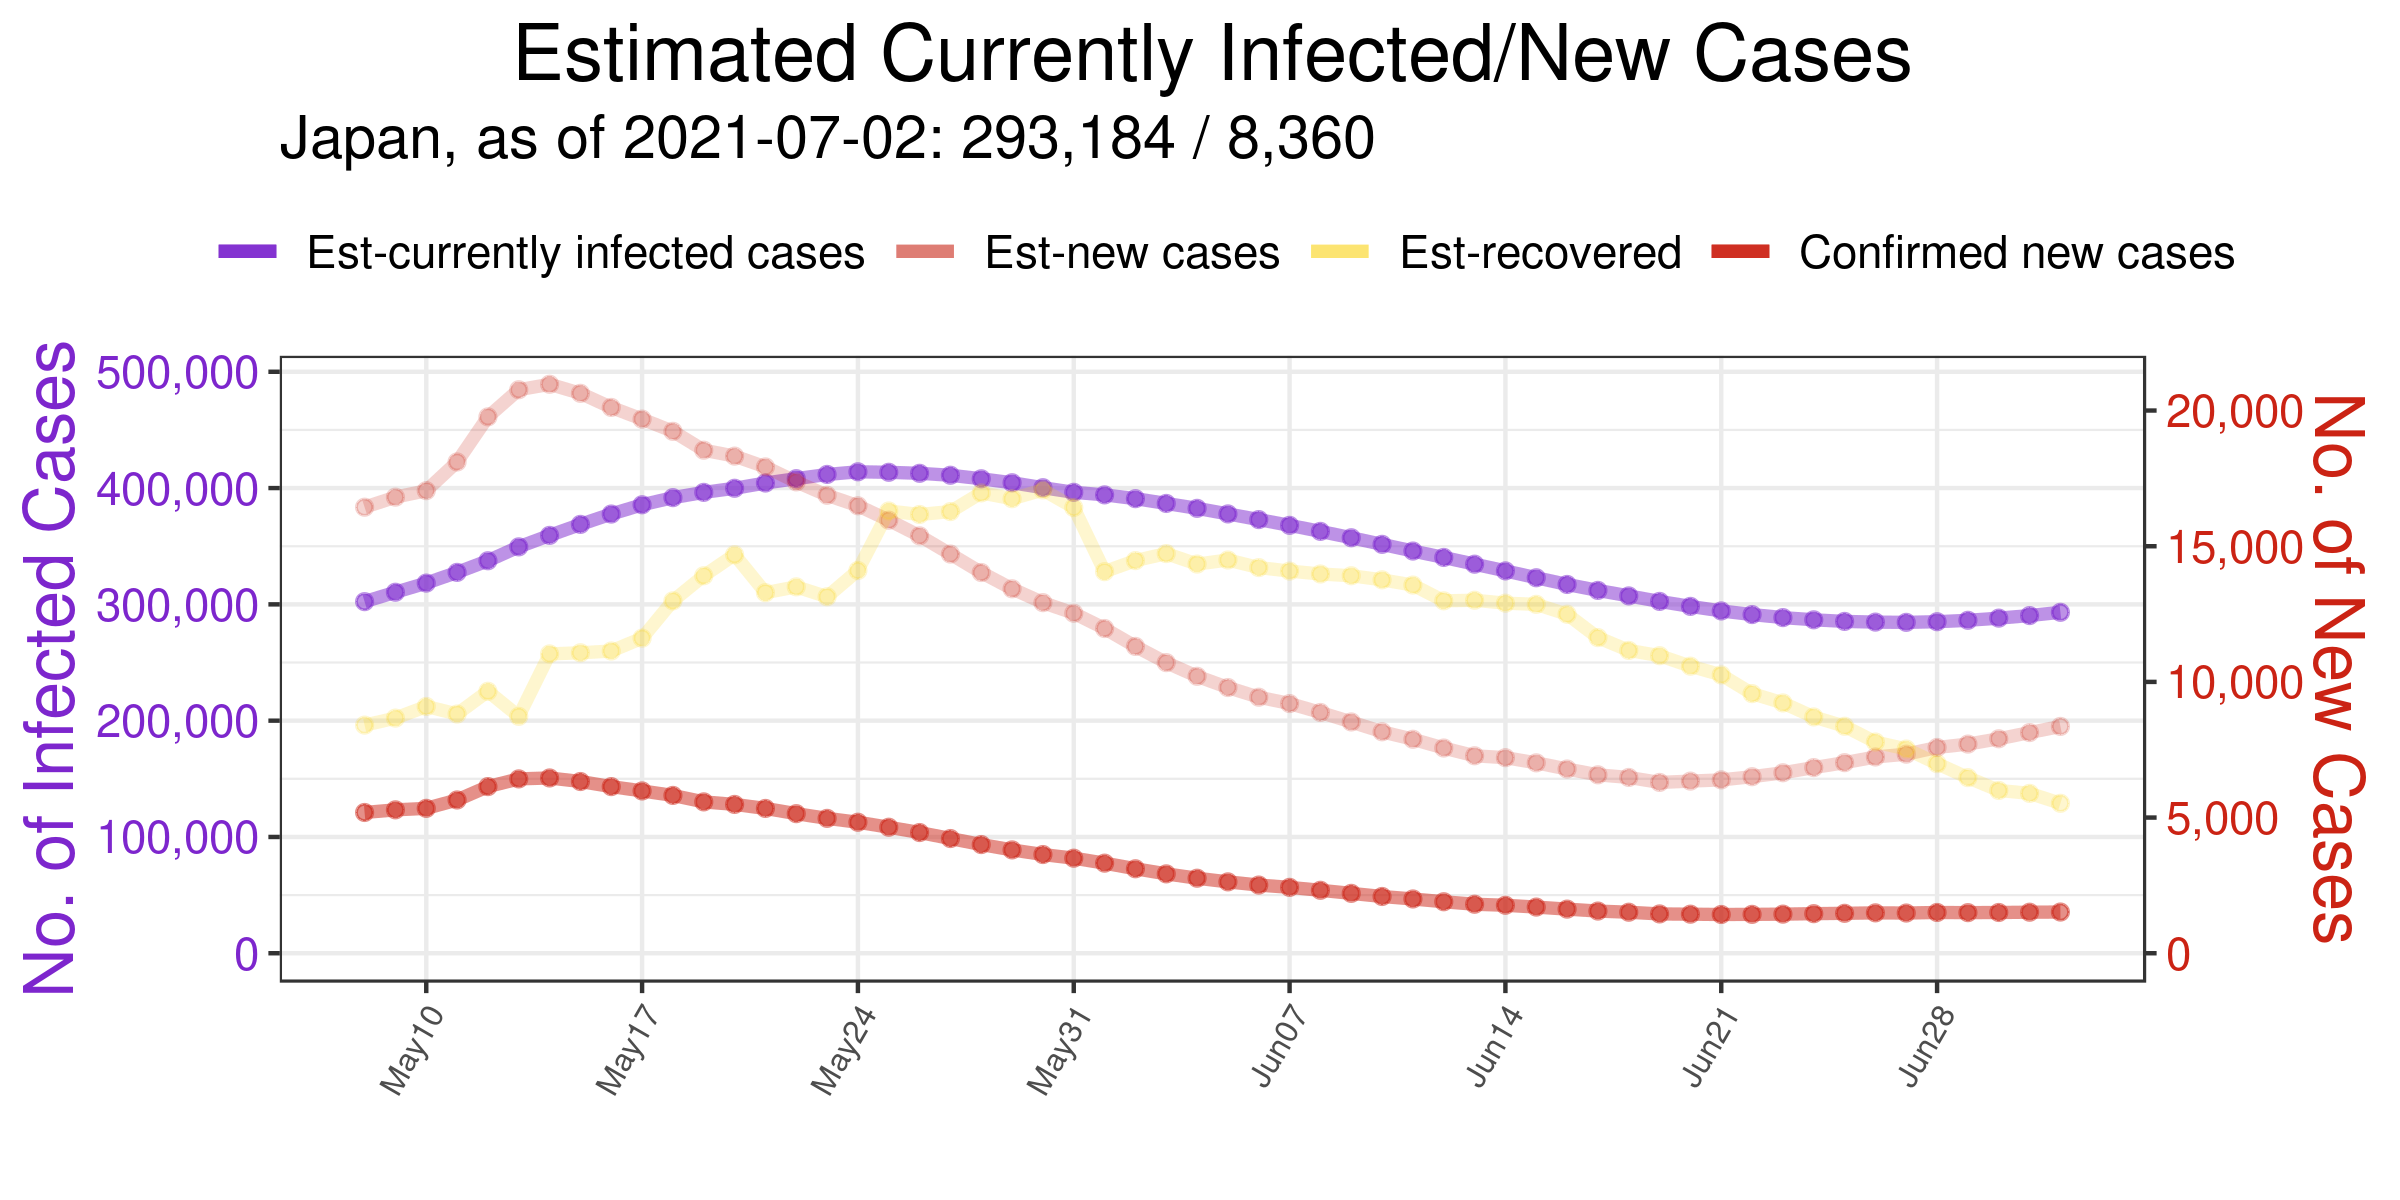 Estimated Currently Infected/New Cases
Japan, as of 2021-07-02: 293,184 / 8,360
Est-currently infected cases Est-new cases Est-recovered Confirmed new cases
No. of Infected Cases
500,000
400,000
300,000
200,000
100,000
0
20,000
15,000
10,000
5,000
0
No. of New Cases
May10 May17 May24 May31 Jun07 Jun14 Jun21 Jun28